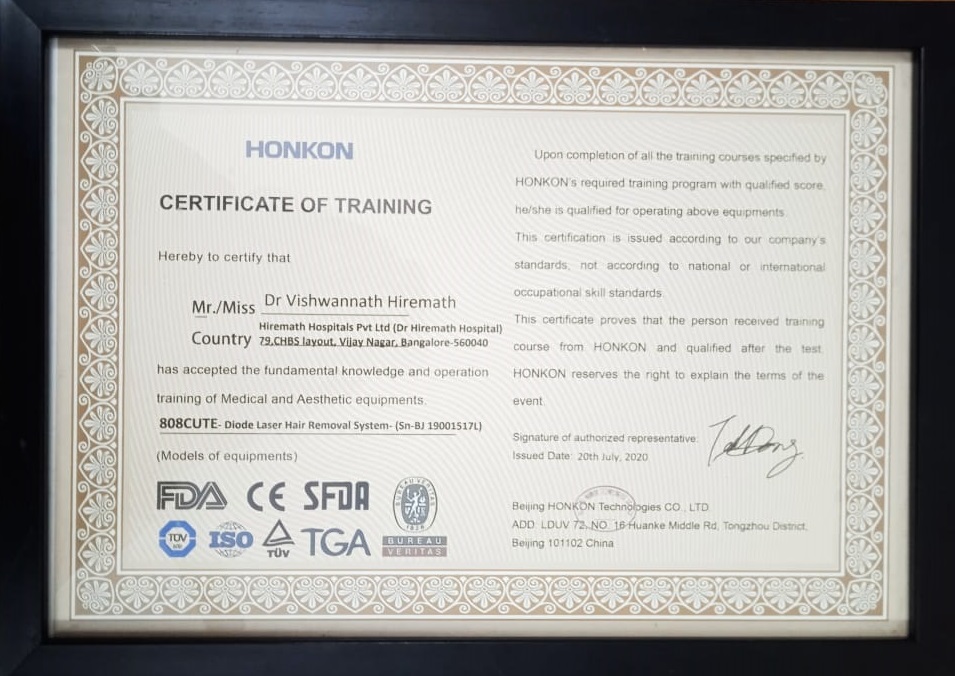 HONKON
CERTIFICATE OF TRAINING
Hereby to certify that
Mr./Miss Dr Vishwannath Hiremath
Hiremath Hospitals Pvt Ltd (Dr Hiremath Hospital)
Country 79,CHBS layout, Vijay Nagar, Bangalore-560040
has accepted the fundamental knowledge and operation
training of Medical and Aesthetic equipments.
808CUTE- Diode Laser Hair Removal System- (Sn-BJ 19001517L)
(Models of equipments)
FDA CE SFDA
TÜV ISO TÜV TGA
BUREAU VERITAS
1828
BUREAU
VERITAS
Upon completion of all the training courses specified by
HONKON's required training program with qualified score,
he/she is qualified for operating above equipments.
This certification is issued according to our company's
standards, not according to national or international
occupational skill standards.
This certificate proves that the person received training
course from HONKON and qualified after the test.
HONKON reserves the right to explain the terms of the
event.
Signature of authorized representative:
Issued Date: 20th July, 2020
Beijing HONKON Technologies CO., LTD
ADD. LDUV 72, NO. 16 Huanke Middle Rd, Tongzhou District,
Beijing 101102 China